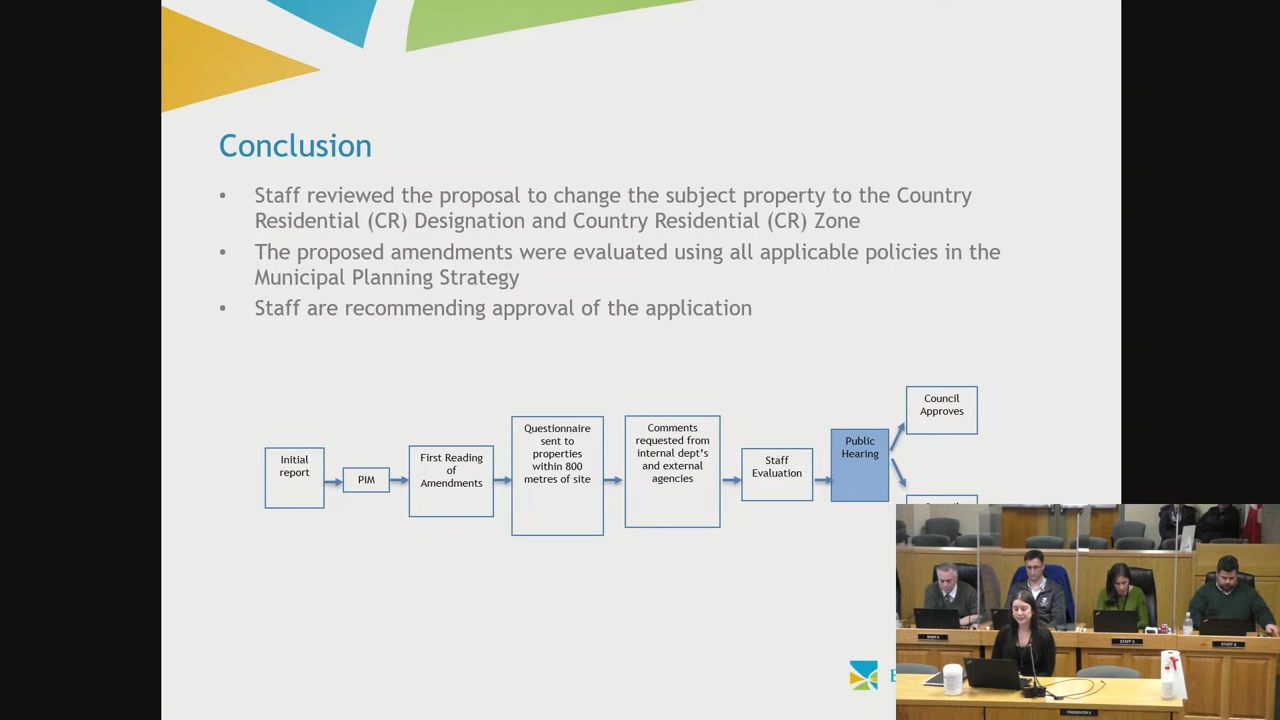 Conclusion
• Staff reviewed the proposal to change the subject property to the Country
Residential (CR) Designation and Country Residential (CR) Zone
• The proposed amendments were evaluated using all applicable policies in the
Municipal Planning Strategy
• Staff are recommending approval of the application
Initial
report
PIM
First Reading
of
Amendments
Questionnaire
sent to
properties
within 800
metres of site
Comments
requested from
internal dept's
and external
agencies
Staff
Evaluation
Public
Hearing
Council
Approves